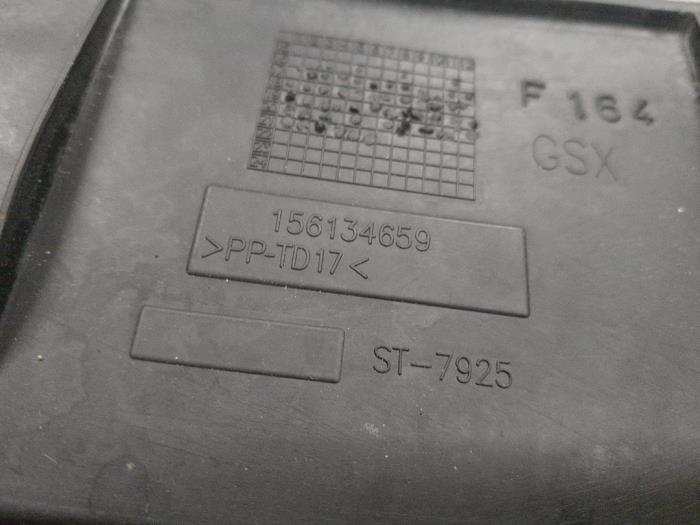 F 164
GSX
156134659
>PP-TD17<
ST-7925